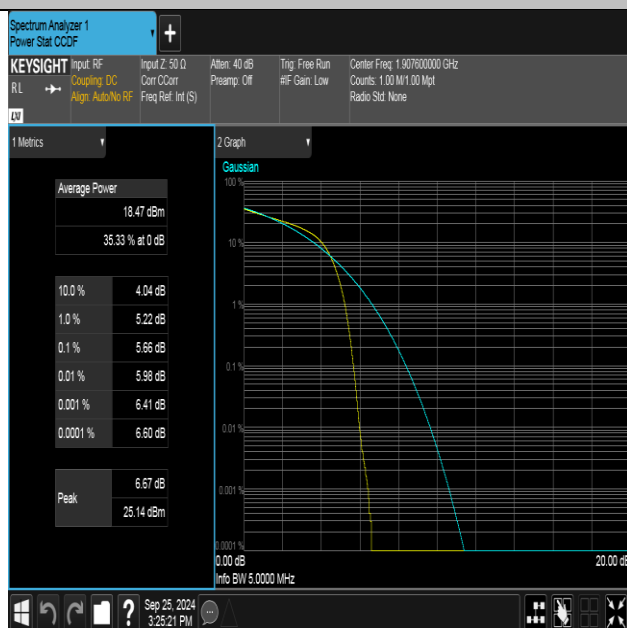 Spectrum Analyzer 1
Power Stat CCDF
+
KEYSIGHT
RL
LXI
Input: RF
Coupling: DC
Align: Auto/No RF
Input Z: 50 Ω
Corr CCorr
Freq Ref: Int (S)
Atten: 40 dB
Preamp: Off
Trig: Free Run
#IF Gain: Low
Center Freq: 1.907600000 GHz
Counts: 1.00 M/1.00 Mpt
Radio Std: None
1 Metrics
Average Power
18.47 dBm
35.33 % at 0 dB
10.0 % 4.04 dB
1.0 % 5.22 dB
0.1 % 5.66 dB
0.01 % 5.98 dB
0.001 % 6.41 dB
0.0001 % 6.60 dB
Peak
6.67 dB
25.14 dBm
2 Graph
Gaussian
100 %
10 %
1 %
0.1 %
0.01 %
0.001 %
0.0001 %
0.00 dB
20.00 dB
Info BW 5.0000 MHz
?
Sep 25, 2024
3:25:21 PM